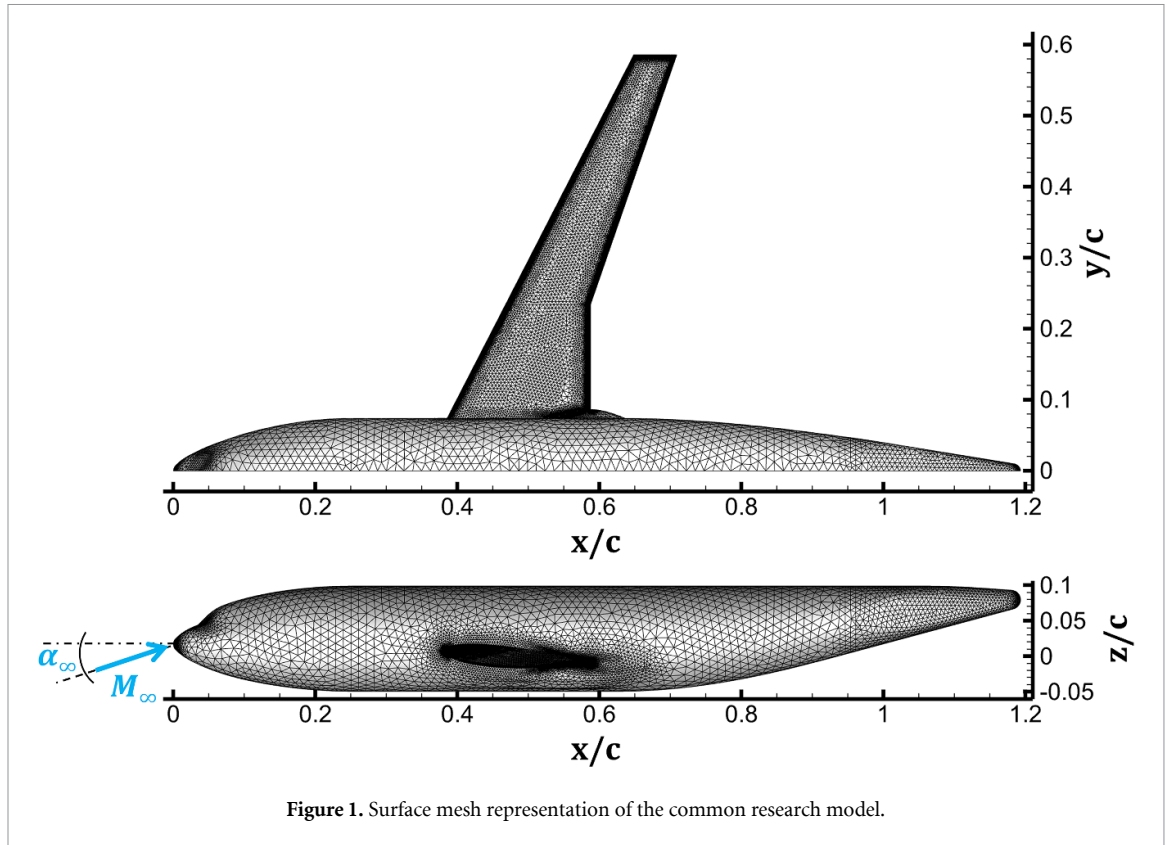 0.6
0.5
0.4
0.3
y/c
0.2
0.1
0
0 0.2 0.4 0.6 0.8 1 1.2
x/c
0.1
0.05
z/c
0
-0.05
α∞
M∞
0 0.2 0.4 0.6 0.8 1 1.2
x/c
Figure 1. Surface mesh representation of the common research model.